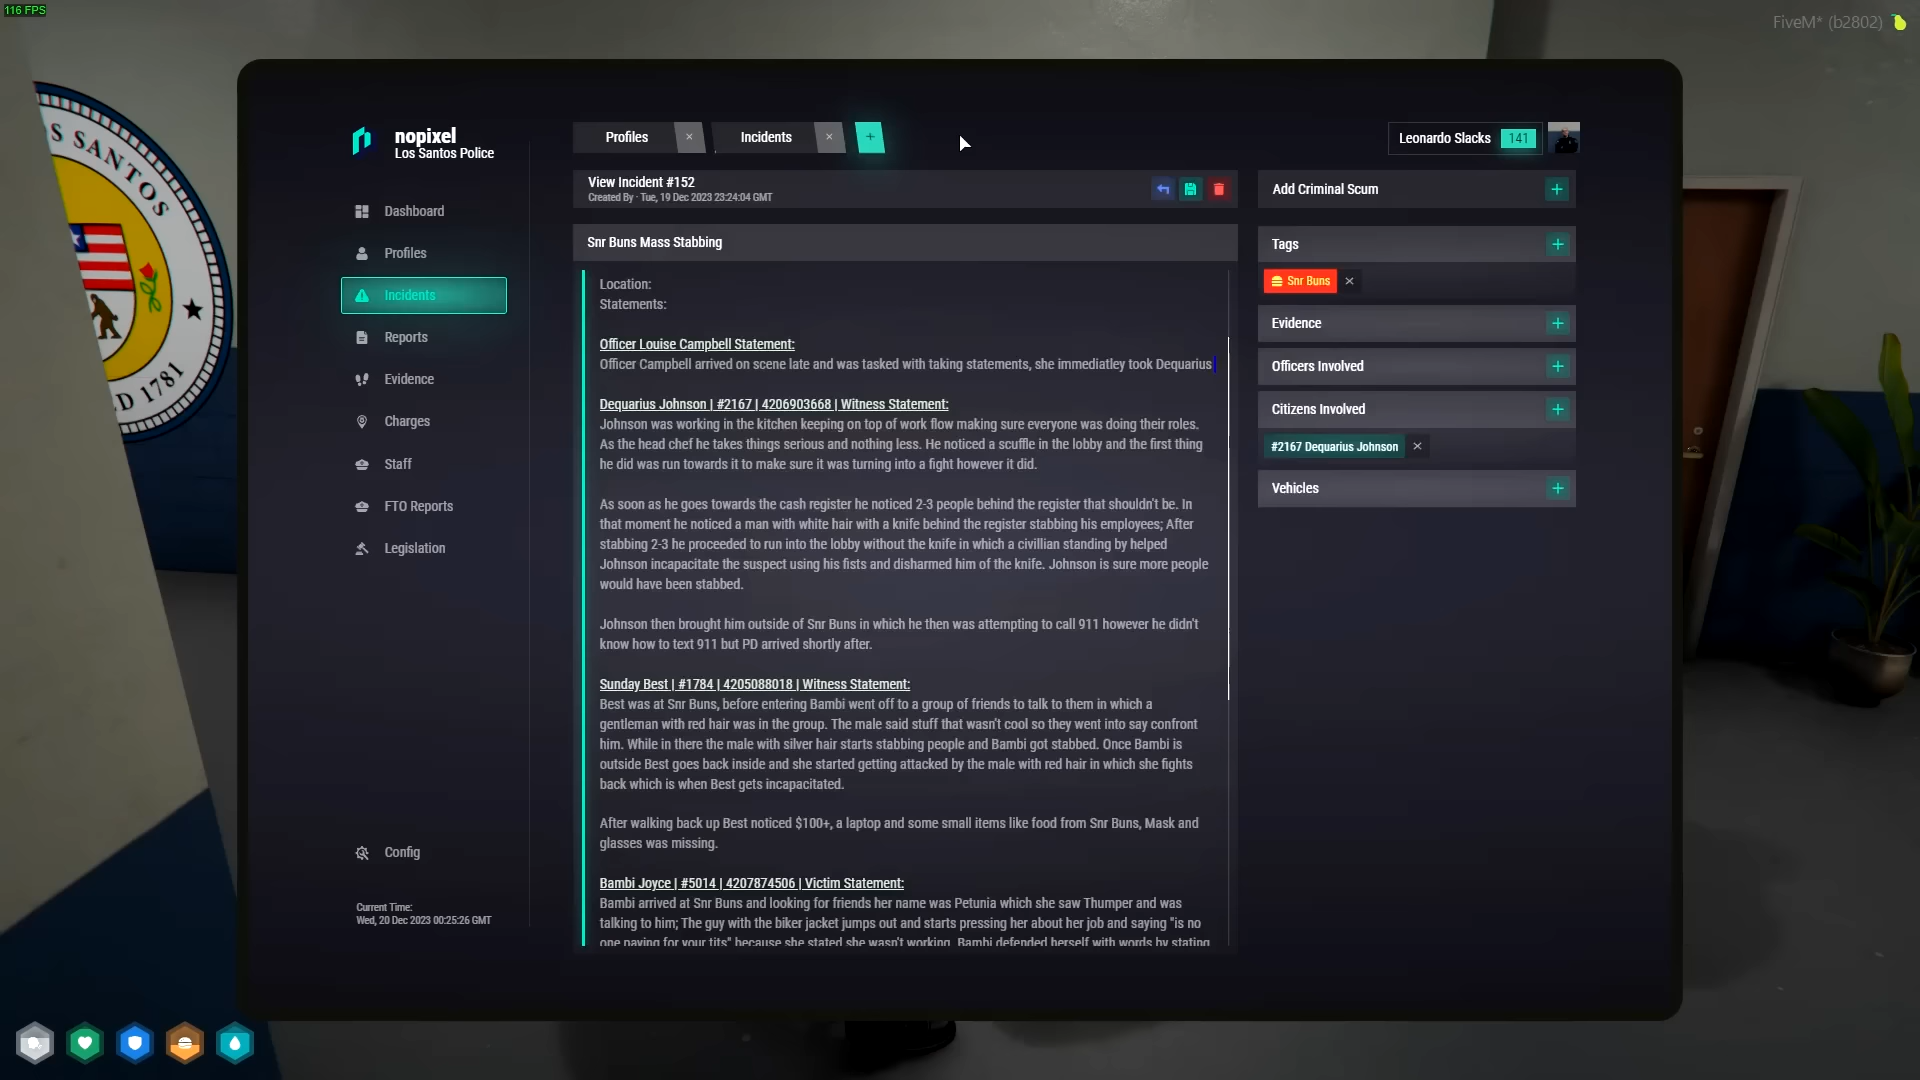 116 FPS
FiveM* (b2802)
S SANTOS
D 1781
nopixel
Los Santos Police
Dashboard
Profiles
Incidents
Reports
Evidence
Charges
Staff
FTO Reports
Legislation
Config
Current Time:
Wed, 20 Dec 2023 00:25:26 GMT
Profiles
Incidents
+
Leonardo Slacks 141
View Incident #152
Created By · Tue, 19 Dec 2023 23:24:04 GMT
Snr Buns Mass Stabbing
Location:
Statements:
Officer Louise Campbell Statement:
Officer Campbell arrived on scene late and was tasked with taking statements, she immediatley took Dequarius
Dequarius Johnson | #2167 | 4206903668 | Witness Statement:
Johnson was working in the kitchen keeping on top of work flow making sure everyone was doing their roles.
As the head chef he takes things serious and nothing less. He noticed a scuffle in the lobby and the first thing
he did was run towards it to make sure it was turning into a fight however it did.
As soon as he goes towards the cash register he noticed 2-3 people behind the register that shouldn't be. In
that moment he noticed a man with white hair with a knife behind the register stabbing his employees; After
stabbing 2-3 he proceeded to run into the lobby without the knife in which a civillian standing by helped
Johnson incapacitate the suspect using his fists and disharmed him of the knife. Johnson is sure more people
would have been stabbed.
Johnson then brought him outside of Snr Buns in which he then was attempting to call 911 however he didn't
know how to text 911 but PD arrived shortly after.
Sunday Best | #1784 | 4205088018 | Witness Statement:
Best was at Snr Buns, before entering Bambi went off to a group of friends to talk to them in which a
gentleman with red hair was in the group. The male said stuff that wasn't cool so they went into say confront
him. While in there the male with silver hair starts stabbing people and Bambi got stabbed. Once Bambi is
outside Best goes back inside and she started getting attacked by the male with red hair in which she fights
back which is when Best gets incapacitated.
After walking back up Best noticed $100+, a laptop and some small items like food from Snr Buns, Mask and
glasses was missing.
Bambi Joyce | #5014 | 4207874506 | Victim Statement:
Bambi arrived at Snr Buns and looking for friends her name was Petunia which she saw Thumper and was
talking to him; The guy with the biker jacket jumps out and starts pressing her about her job and saying "is no
one paying for your tits" because she stated she wasn't working. Bambi defended herself with words by stating
Add Criminal Scum
Tags
Snr Buns
Evidence
Officers Involved
Citizens Involved
#2167 Dequarius Johnson
Vehicles